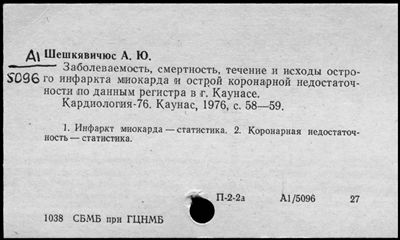 A1 Шешкявичюс А. Ю.
Заболеваемость, смертность, течение и исходы остро-
5096 го инфаркта миокарда и острой коронарной недостаточ-
ности по данным регистра в г. Каунасе.
Кардиология-76. Каунас, 1976, с. 58—59.
1. Инфаркт миокарда — статистика. 2. Коронарная недостаточ-
ность — статистика.
П-2-2а A1/5096 27
1038 СБМБ при ГЦНМБ